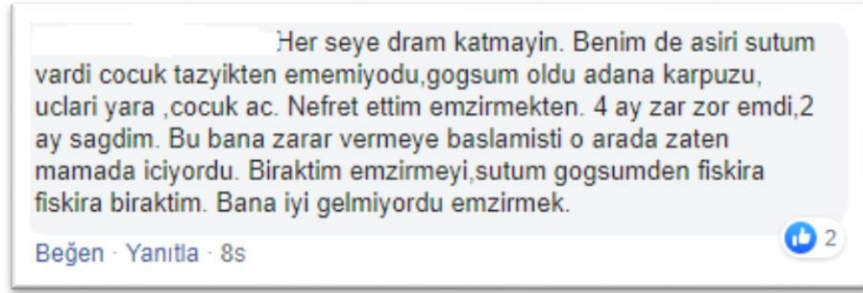 Her seye dram katmayin. Benim de asiri sutum
vardi cocuk tazyikten ememiyodu,gogsum oldu adana karpuzu,
uclari yara ,cocuk ac. Nefret ettim emzirmekten. 4 ay zar zor emdi,2
ay sagdim. Bu bana zarar vermeye baslamisti o arada zaten
mamada iciyordu. Biraktim emzirmeyi,sutum gogsumden fiskira
fiskira biraktim. Bana iyi gelmiyordu emzirmek.
2
Beğen · Yanıtla · 8s